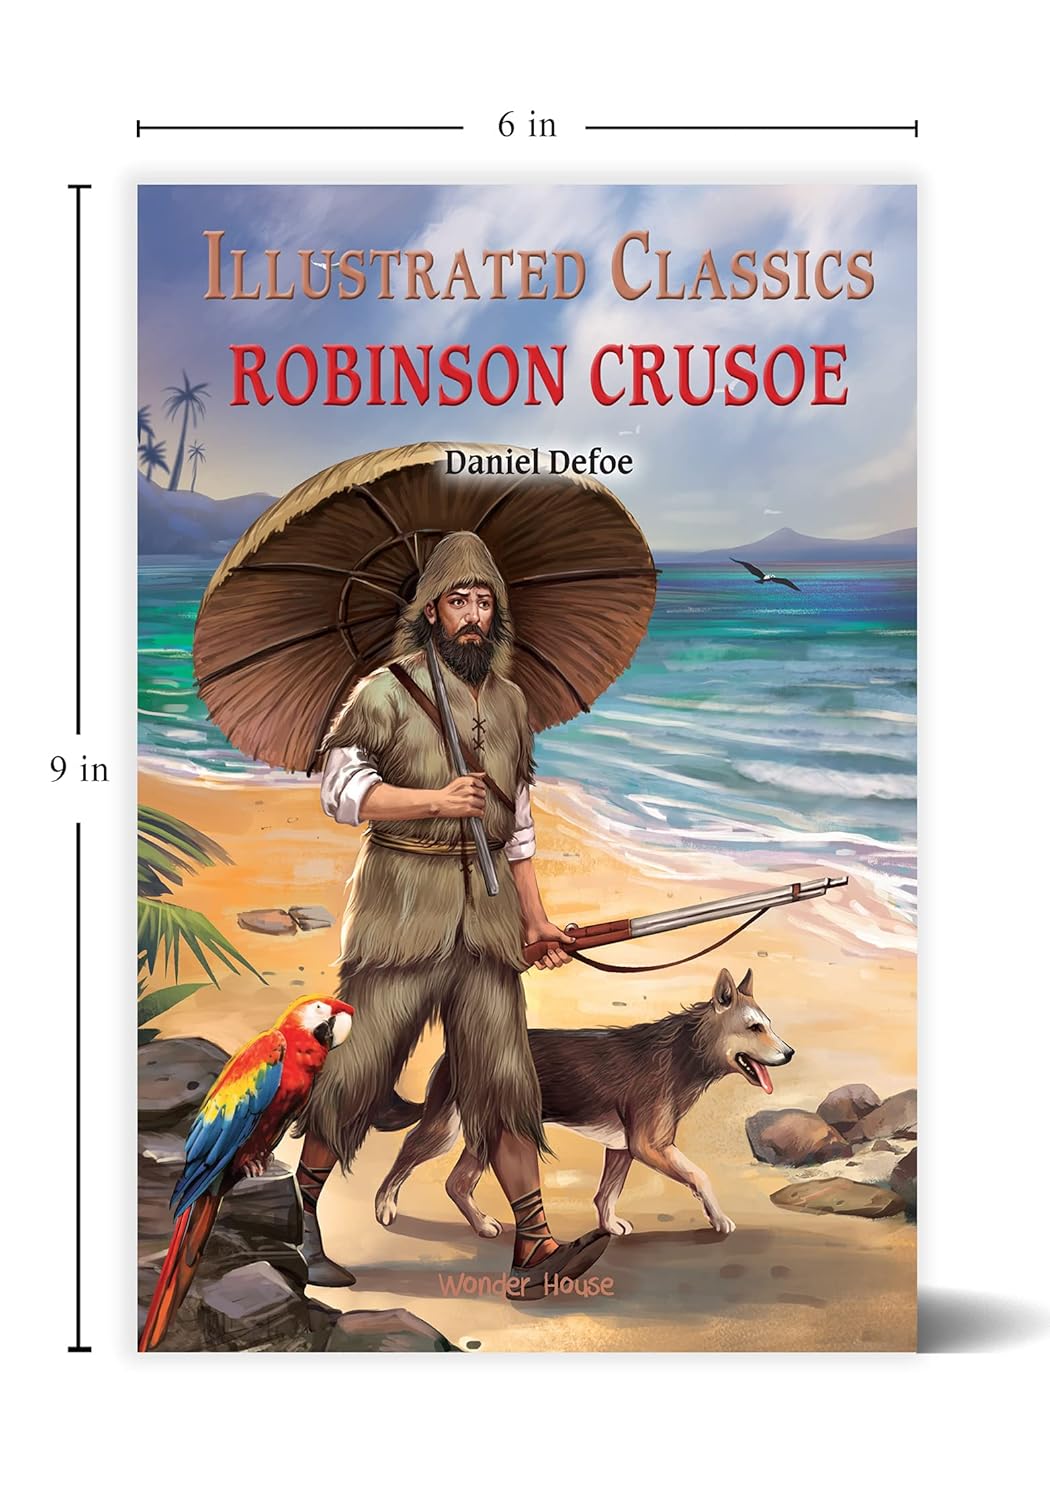 6 in
9 in
ILLUSTRATED CLASSICS
ROBINSON CRUSOE
Daniel Defoe
Wonder House